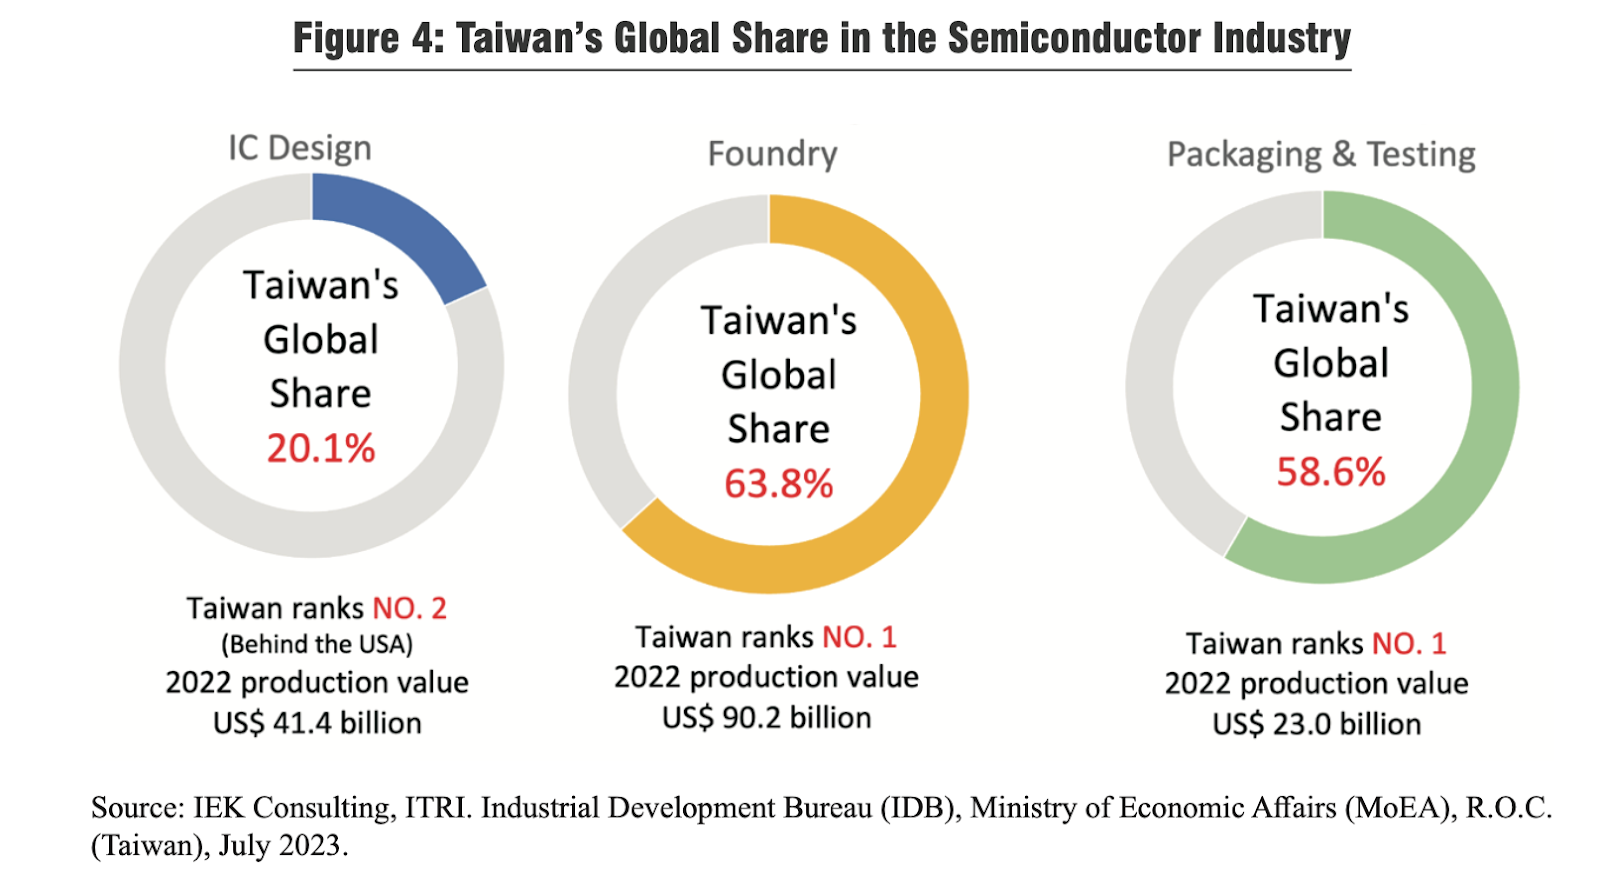 Figure 4: Taiwan’s Global Share in the Semiconductor Industry
IC Design
Taiwan's
Global
Share
20.1%
Taiwan ranks NO. 2
(Behind the USA)
2022 production value
US$ 41.4 billion
Foundry
Taiwan's
Global
Share
63.8%
Taiwan ranks NO. 1
2022 production value
US$ 90.2 billion
Packaging & Testing
Taiwan's
Global
Share
58.6%
Taiwan ranks NO. 1
2022 production value
US$ 23.0 billion
Source: IEK Consulting, ITRI. Industrial Development Bureau (IDB), Ministry of Economic Affairs (MoEA), R.O.C.
(Taiwan), July 2023.